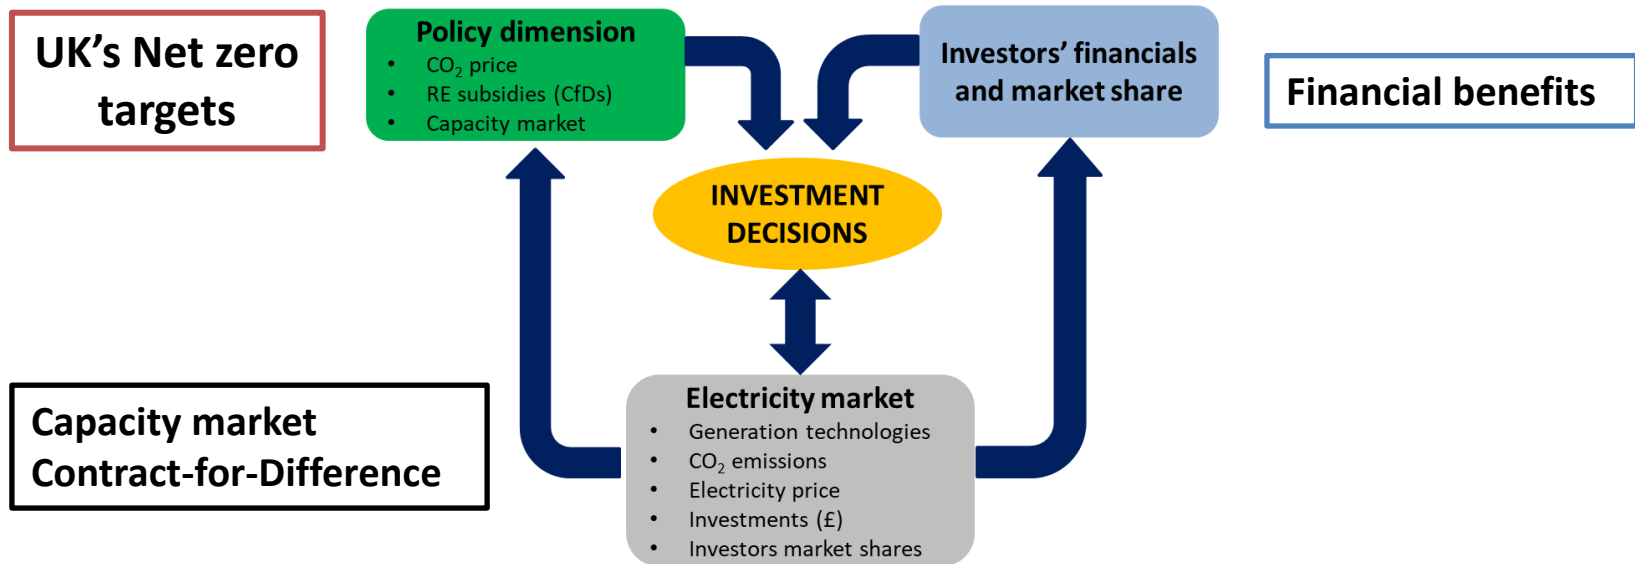 UK's Net zero
targets
Policy dimension
• CO₂ price
• RE subsidies (CfDs)
• Capacity market
Investors' financials
and market share
Financial benefits
INVESTMENT
DECISIONS
Capacity market
Contract-for-Difference
Electricity market
• Generation technologies
• CO₂ emissions
• Electricity price
• Investments (£)
• Investors market shares